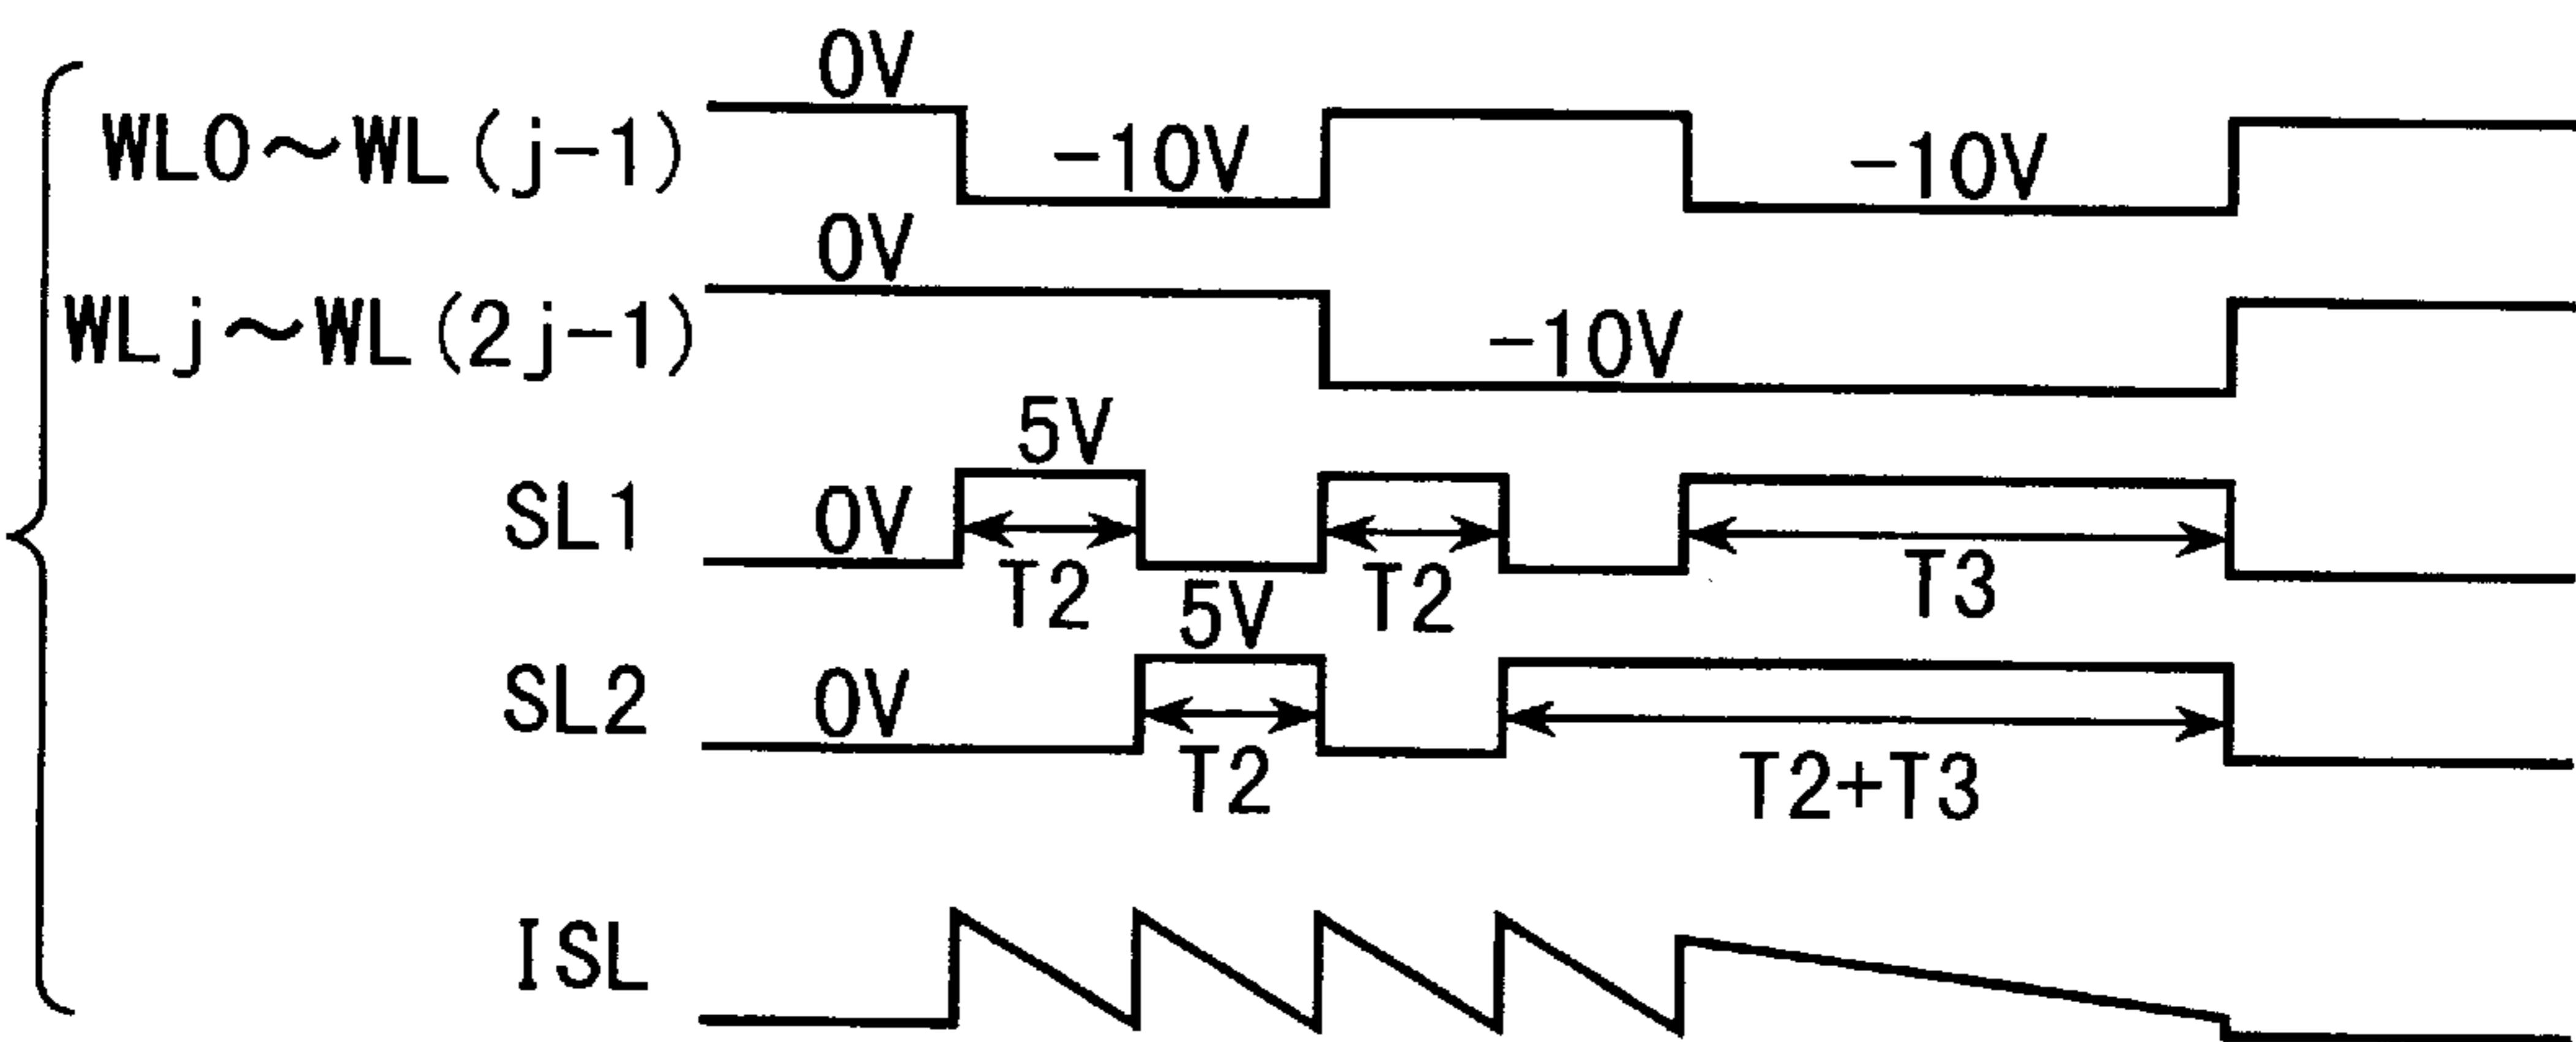 0V
WL0～WL(j-1) -10V -10V
0V
WLj～WL(2j-1) -10V
5V
SL1 0V T2 T2 T3
5V
SL2 0V T2 T2+T3
ISL